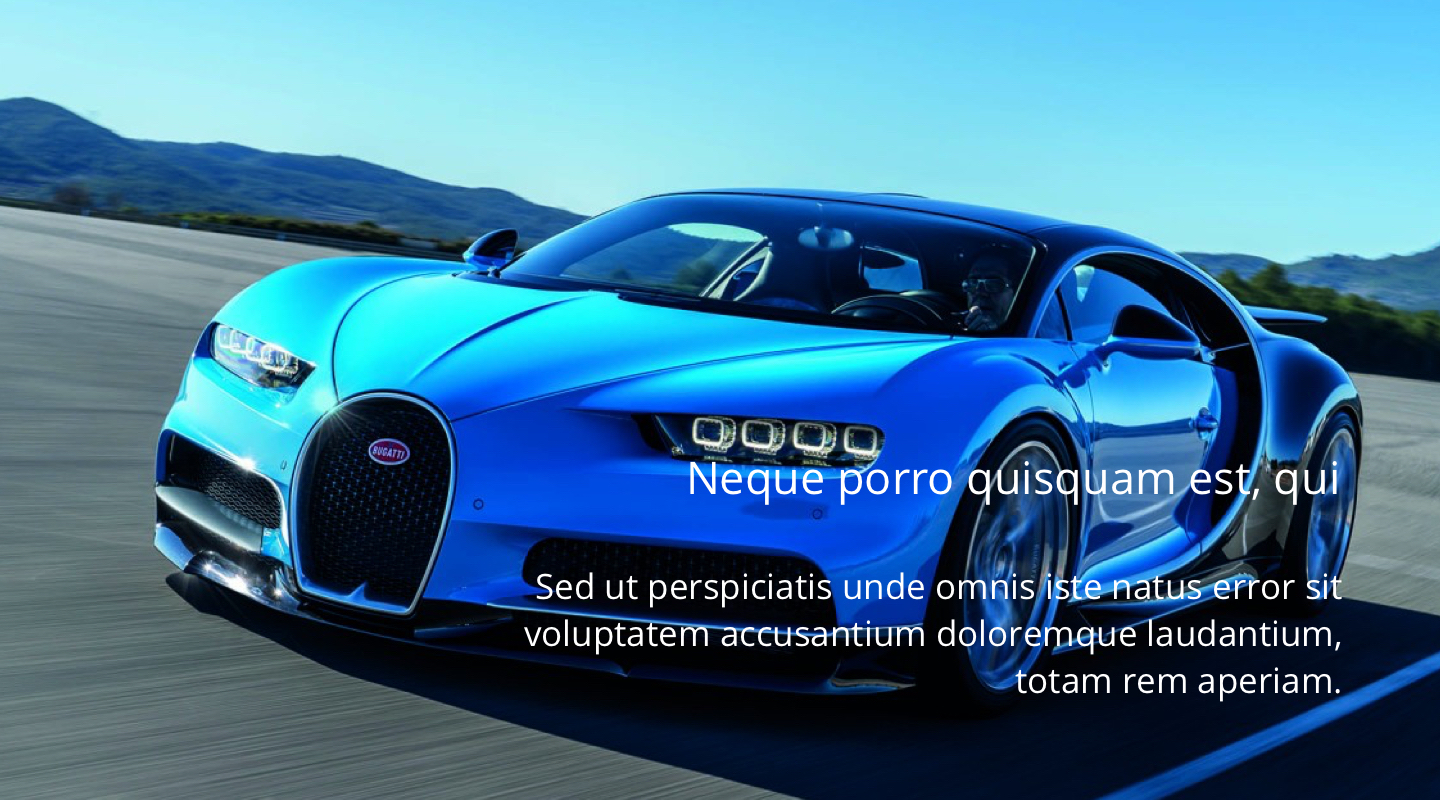 BUGATTI
Neque porro quisquam est, qui
Sed ut perspiciatis unde omnis iste natus error sit
voluptatem accusantium doloremque laudantium,
totam rem aperiam.